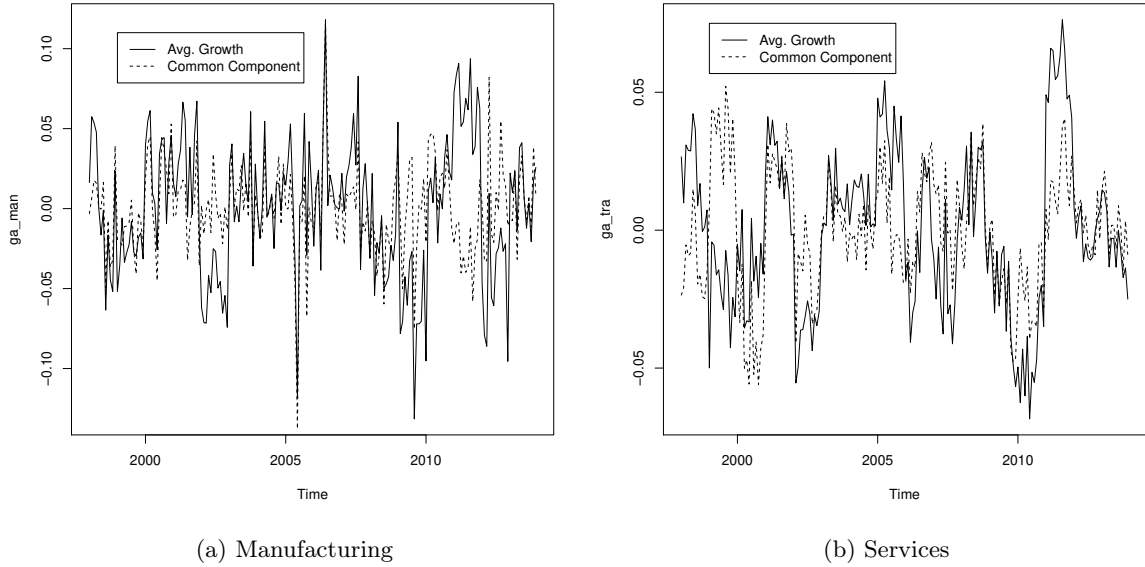 Avg. Growth
Common Component
ga_man
0.10
0.05
0.00
−0.05
−0.10
2000
2005
2010
Time
(a) Manufacturing
Avg. Growth
Common Component
ga_tra
0.05
0.00
−0.05
2000
2005
2010
Time
(b) Services